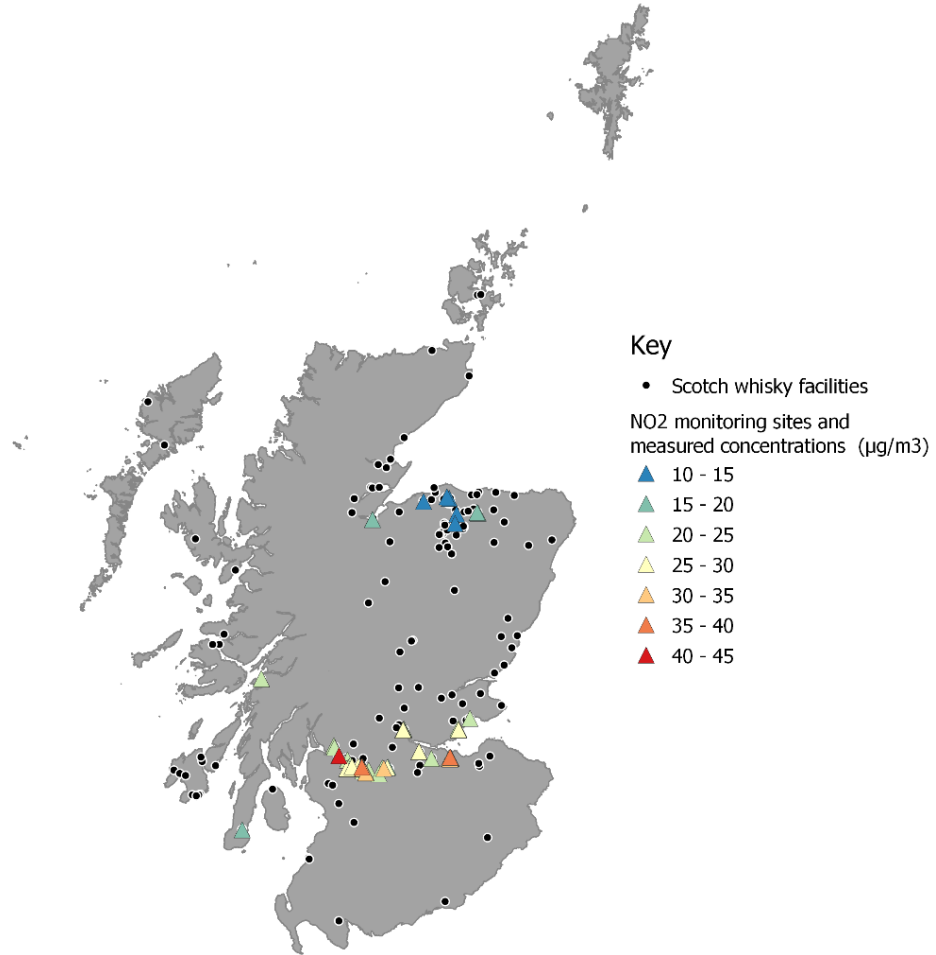 Key
Scotch whisky facilities
NO2 monitoring sites and
measured concentrations (µg/m3)
10 - 15
15 - 20
20 - 25
25 - 30
30 - 35
35 - 40
40 - 45